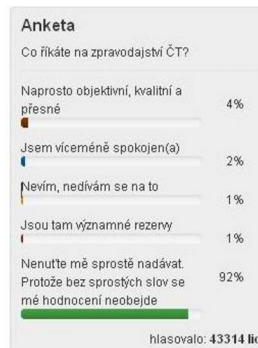 Anketa
Co říkáte na zpravodajství ČT?
Naprosto objektivní, kvalitní a
přesné
4%
Jsem víceméně spokojen(a)
2%
Nevím, nedívám se na to
1%
Jsou tam významné rezervy
1%
Nenuťte mě sprostě nadávat.
Protože bez sprostých slov se
mé hodnocení neobejde
92%
hlasovalo: 43314